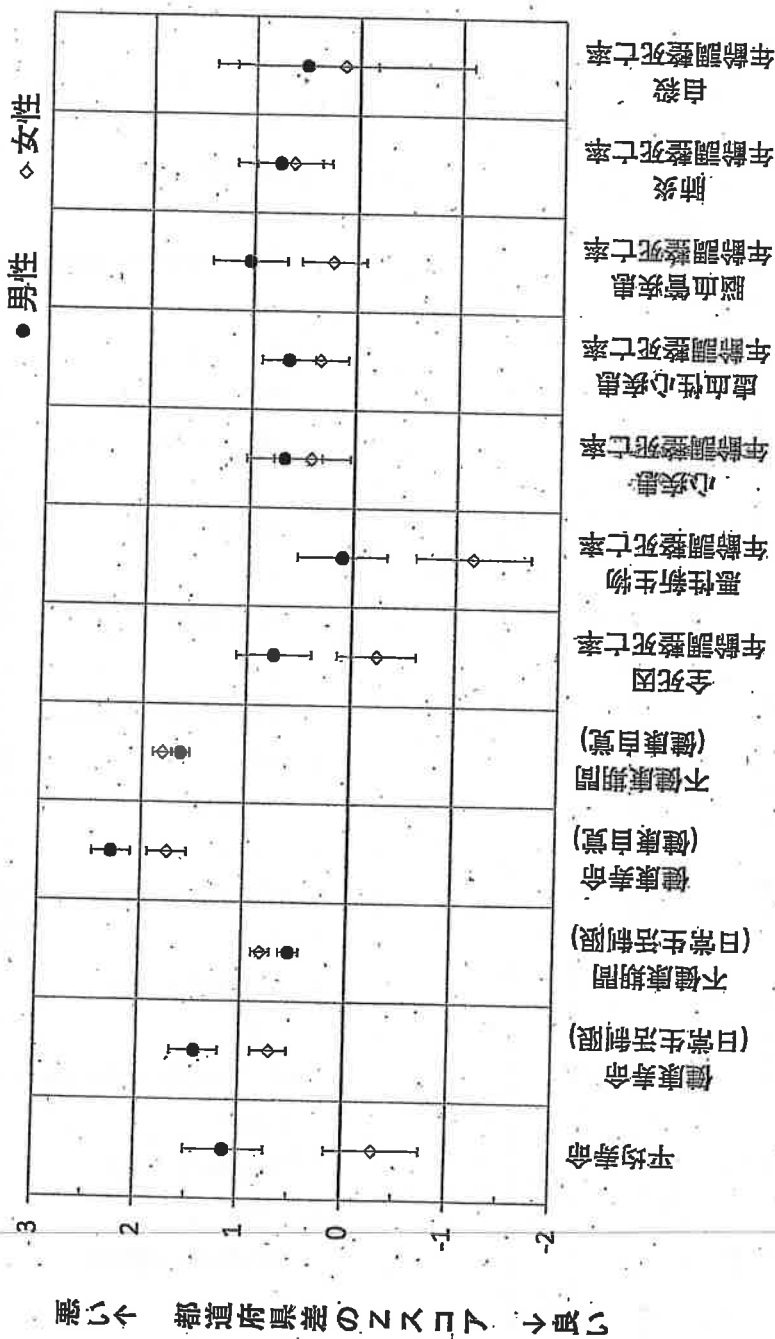 ● 男性 ◇ 女性
悪い↑ 都道府県差のZスコア ↓良い
3
2
1
0
-1
-2
平均寿命
健康寿命
(日常生活制限)
不健康期間
(日常生活制限)
健康寿命
(健康自覚)
不健康期間
(健康自覚)
全死因
年齢調整死亡率
悪性新生物
年齢調整死亡率
心疾患
年齢調整死亡率
虚血性心疾患
年齢調整死亡率
脳血管疾患
年齢調整死亡率
肺炎
年齢調整死亡率
自殺
年齢調整死亡率